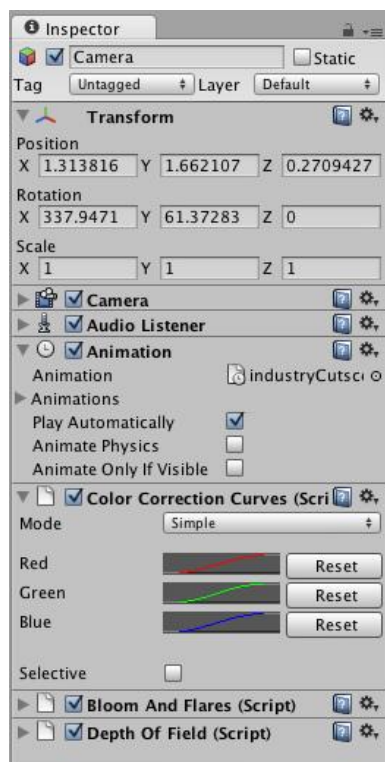 Inspector
Camera Static
Tag Untagged Layer Default
Transform
Position
X 1.313816 Y 1.662107 Z 0.2709427
Rotation
X 337.9471 Y 61.37283 Z 0
Scale
X 1 Y 1 Z 1
Camera
Audio Listener
Animation
Animation industryCutsc
Animations
Play Automatically
Animate Physics
Animate Only If Visible
Color Correction Curves (Scri
Mode Simple
Red Reset
Green Reset
Blue Reset
Selective
Bloom And Flares (Script)
Depth Of Field (Script)